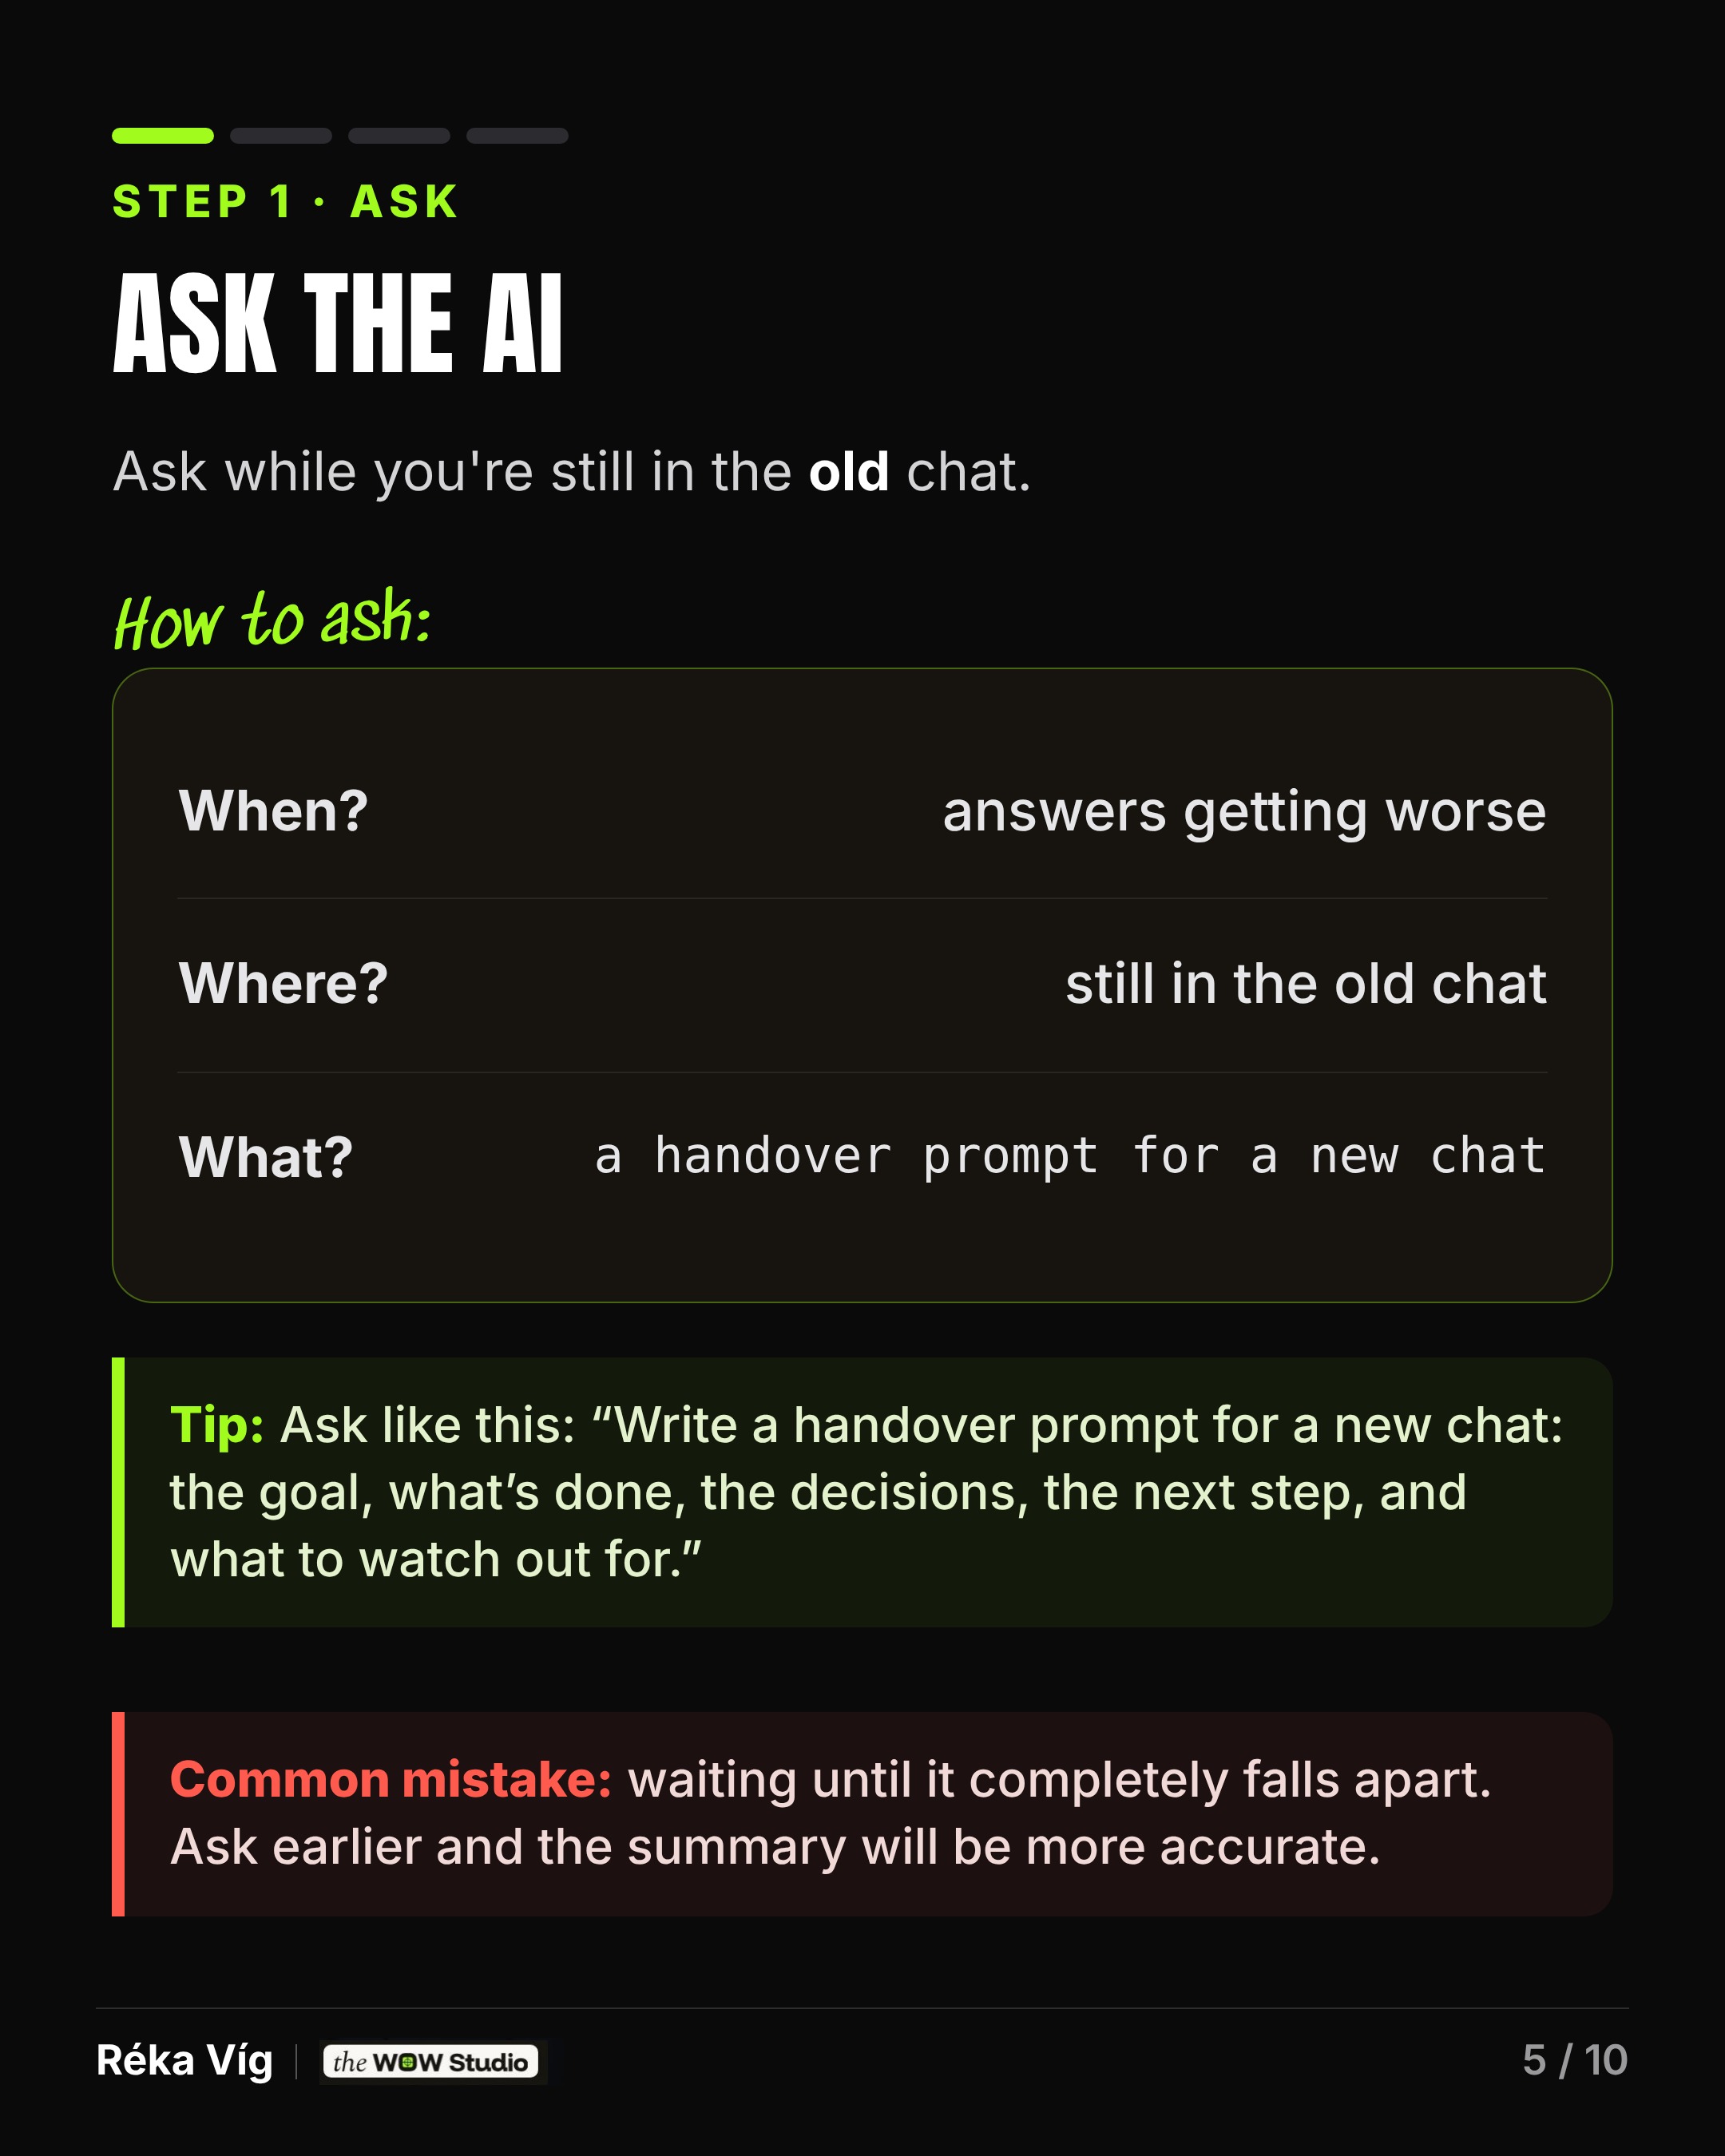 STEP 1 · ASK
ASK THE AI
Ask while you're still in the old chat.
How to ask:
When? answers getting worse
Where? still in the old chat
What? a handover prompt for a new chat
Tip: Ask like this: “Write a handover prompt for a new chat:
the goal, what’s done, the decisions, the next step, and
what to watch out for.”
Common mistake: waiting until it completely falls apart.
Ask earlier and the summary will be more accurate.
Réka Víg | the WOW Studio 5 / 10